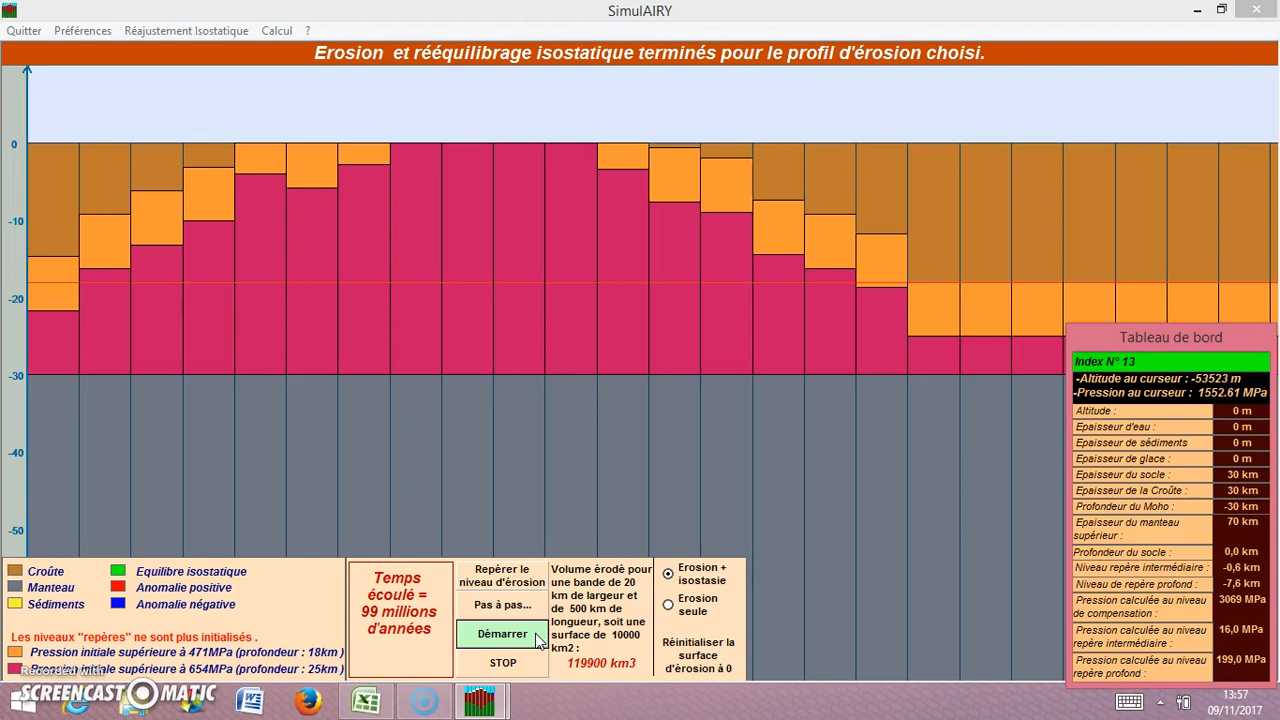 SimulAIRY
Quitter Préférences Réajustement Isostatique Calcul ?
Erosion et rééquilibrage isostatique terminés pour le profil d'érosion choisi.
0
-10
-20
-30
-40
-50
Tableau de bord
Index N° 13
-Altitude au curseur : -53523 m
-Pression au curseur : 1552.61 MPa
Altitude : 0 m
Epaisseur d'eau : 0 m
Epaisseur de sédiments 0 m
Epaisseur de glace : 0 m
Epaisseur du socle : 30 km
Epaisseur de la Croûte : 30 km
Profondeur du Moho : -30 km
Epaisseur du manteau 70 km
supérieur :
Profondeur du socle : 0,0 km
Niveau repère intermédiaire : -0,6 km
Niveau de repère profond : -7,6 km
Pression calculée au niveau 3069 MPa
de compensation :
Pression calculée au niveau 16,0 MPa
repère intermédiaire :
Pression calculée au niveau 199,0 MPa
repère profond :
Croûte Equilibre isostatique
Manteau Anomalie positive
Sédiments Anomalie négative
Les niveaux "repères" ne sont plus initialisés .
Pression initiale supérieure à 471MPa (profondeur : 18km )
Pression initiale supérieure à 654MPa (profondeur : 25km )
Temps
écoulé =
99 millions
d'années
Repérer le
niveau d'érosion
Pas à pas...
Démarrer
STOP
Volume érodé pour
une bande de 20
km de largeur et
de 500 km de
longueur, soit une
surface de 10000
km2 :
119900 km3
Erosion +
isostasie
Erosion
seule
Réinitialiser la
surface
d'érosion à 0
Recorded with
SCREENCAST MATIC
13:57
09/11/2017